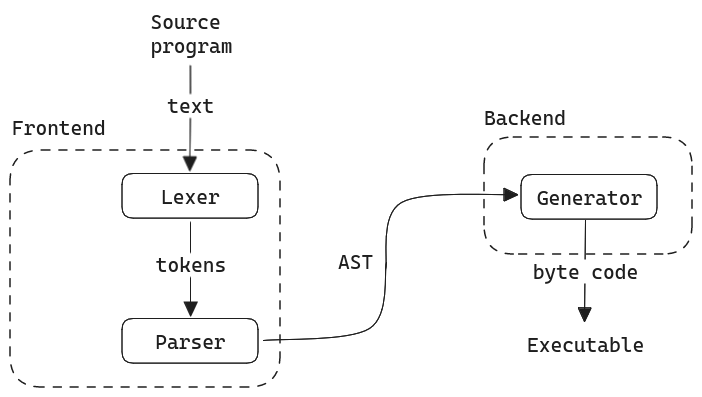 Source
program
text
Frontend
Lexer
tokens
Parser
AST
Backend
Generator
byte code
Executable